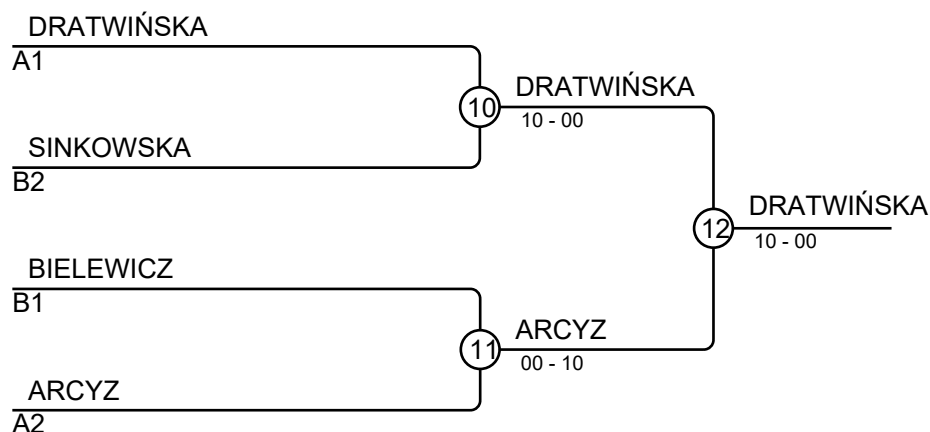 DRATWIŃSKA
A1
10
DRATWIŃSKA
10 - 00
SINKOWSKA
B2
12
DRATWIŃSKA
10 - 00
BIELEWICZ
B1
11
ARCYZ
00 - 10
ARCYZ
A2